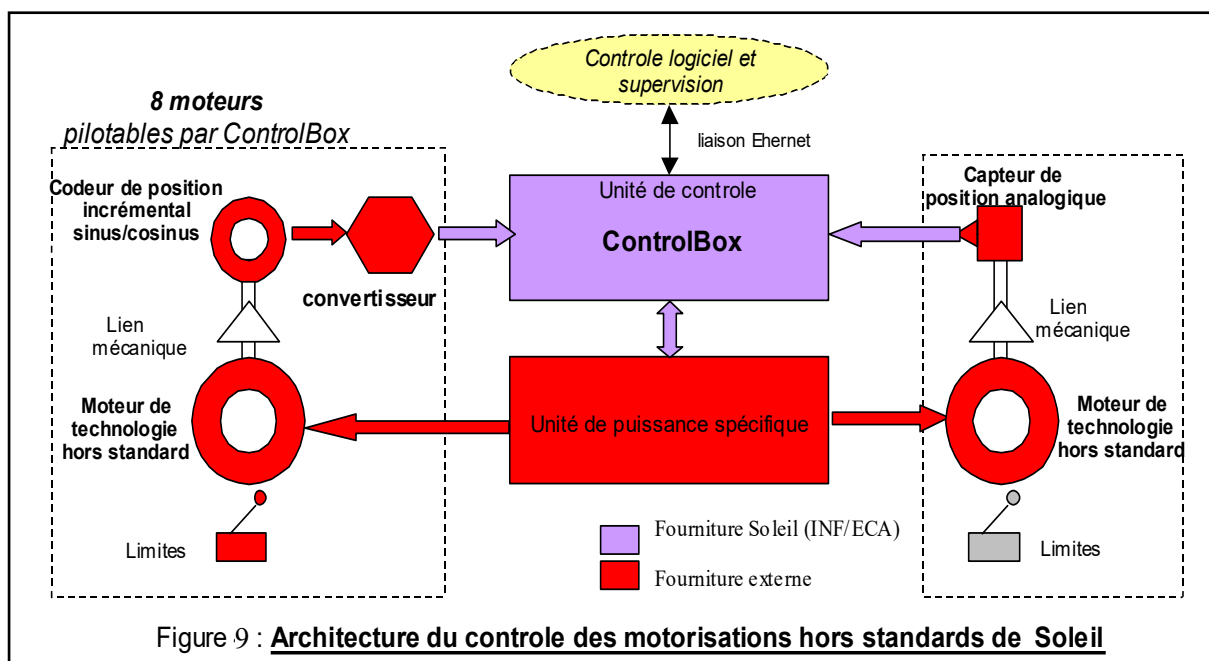 Controle logiciel et
supervision
8 moteurs
pilotables par ControlBox
liaison Ehernet
Codeur de position
incrémental
sinus/cosinus
convertisseur
Unité de controle
ControlBox
Capteur de
position analogique
Lien
mécanique
Lien
mécanique
Moteur de
technologie
hors standard
Unité de puissance spécifique
Moteur de
technologie
hors standard
Limites
Fourniture Soleil (INF/ECA)
Fourniture externe
Limites
Figure 9 : Architecture du controle des motorisations hors standards de Soleil